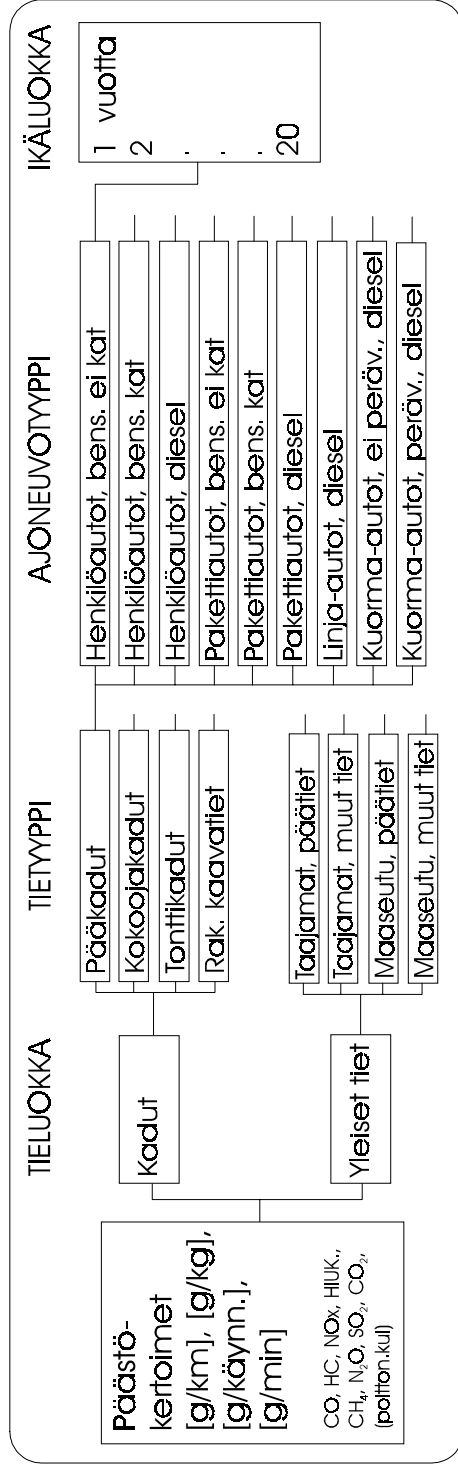 TIELUOKKA
TIETYYPPI
AJONEUVOTYYPPI
IKÄLUOKKA
Päästö-
kertoimet
[g/km], [g/kg],
[g/käynn.],
[g/min]
CO, HC, NOx, HIUK.,
CH₄, N₂O, SO₂, CO₂,
(poltton.kul)
Kadut
Yleiset tiet
Pääkadut
Kokoojakadut
Tonttikadut
Rak. kaavatiet
Taajamat, päätiet
Taajamat, muut tiet
Maaseutu, päätiet
Maaseutu, muut tiet
Henkilöautot, bens. ei kat
Henkilöautot, bens. kat
Henkilöautot, diesel
Pakettiautot, bens. ei kat
Pakettiautot, bens. kat
Pakettiautot, diesel
Linja-autot, diesel
Kuorma-autot, ei peräv., diesel
Kuorma-autot, peräv., diesel
1 vuotta
2
.
.
.
20